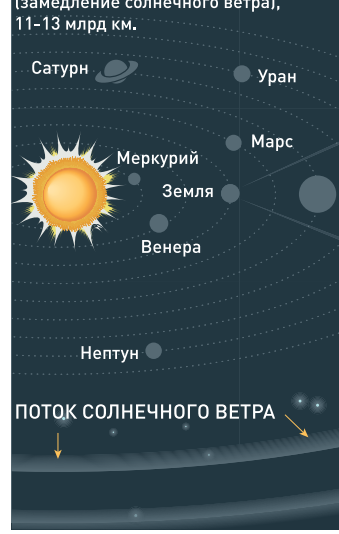 (замедление солнечного ветра),
11-13 млрд км.
Сатурн
Уран
Марс
Меркурий
Земля
Венера
Нептун
ПОТОК СОЛНЕЧНОГО ВЕТРА